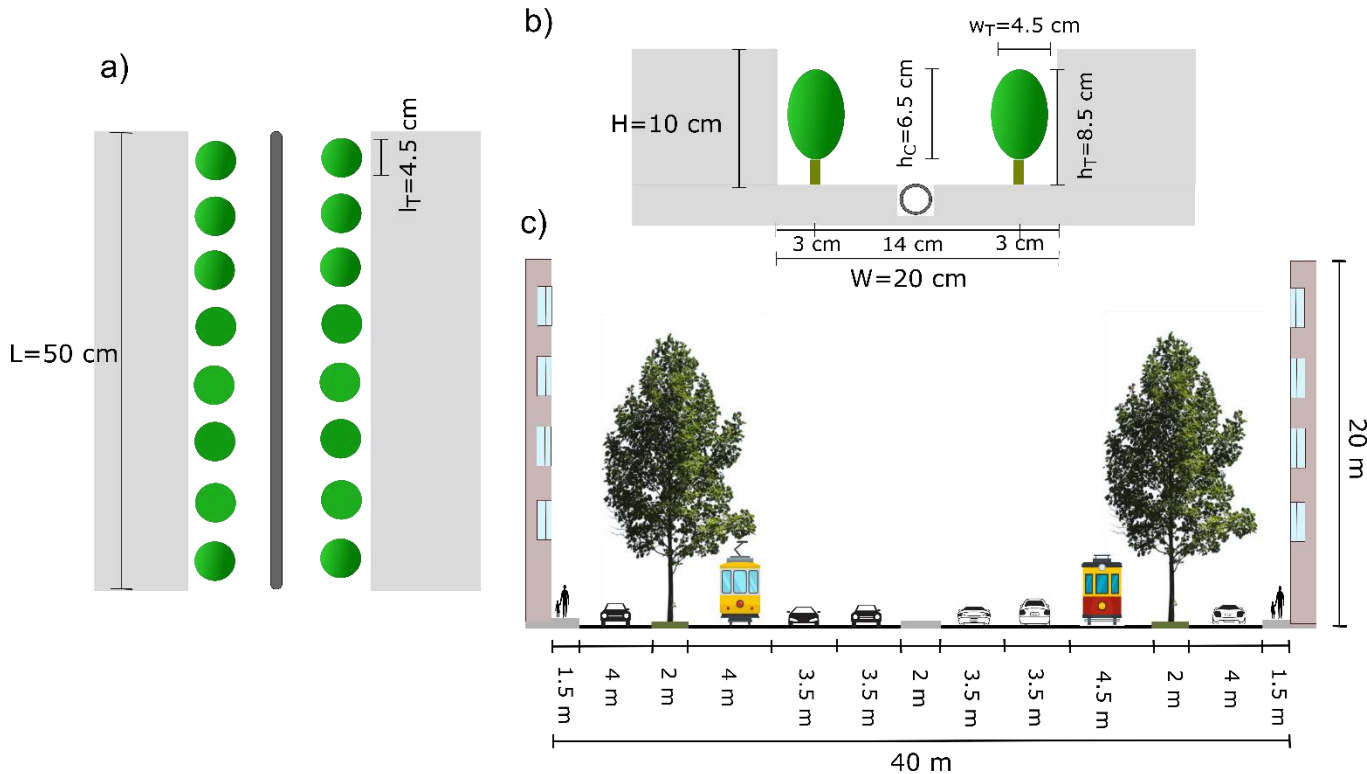 a)
L=50 cm
l_T=4.5 cm
b)
w_T=4.5 cm
H=10 cm
h_C=6.5 cm
h_T=8.5 cm
3 cm
14 cm
3 cm
W=20 cm
c)
20 m
1.5 m
4 m
2 m
4 m
3.5 m
3.5 m
2 m
3.5 m
3.5 m
4.5 m
2 m
4 m
1.5 m
40 m